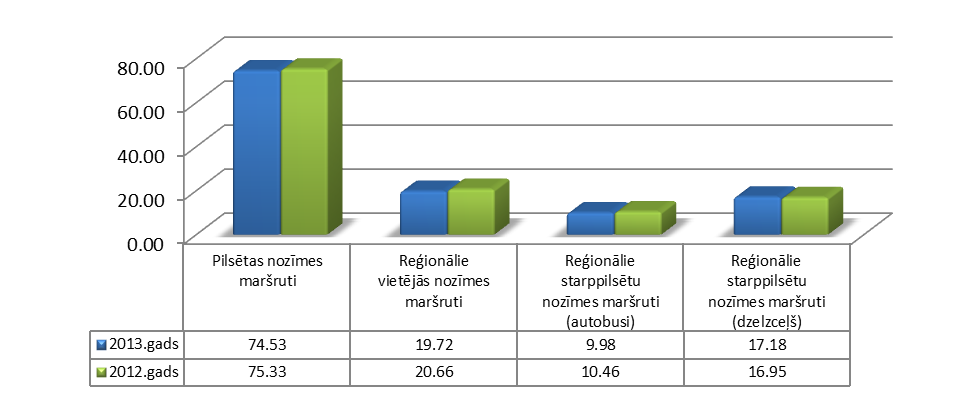 80.00
60.00
40.00
20.00
0.00
Pilsētas nozīmes
maršruti
Reģionālie
vietējās nozīmes
maršruti
Reģionālie
starppilsētu
nozīmes maršruti
(autobusi)
Reģionālie
starppilsētu
nozīmes maršruti
(dzelzceļš)
2013.gads 74.53 19.72 9.98 17.18
2012.gads 75.33 20.66 10.46 16.95